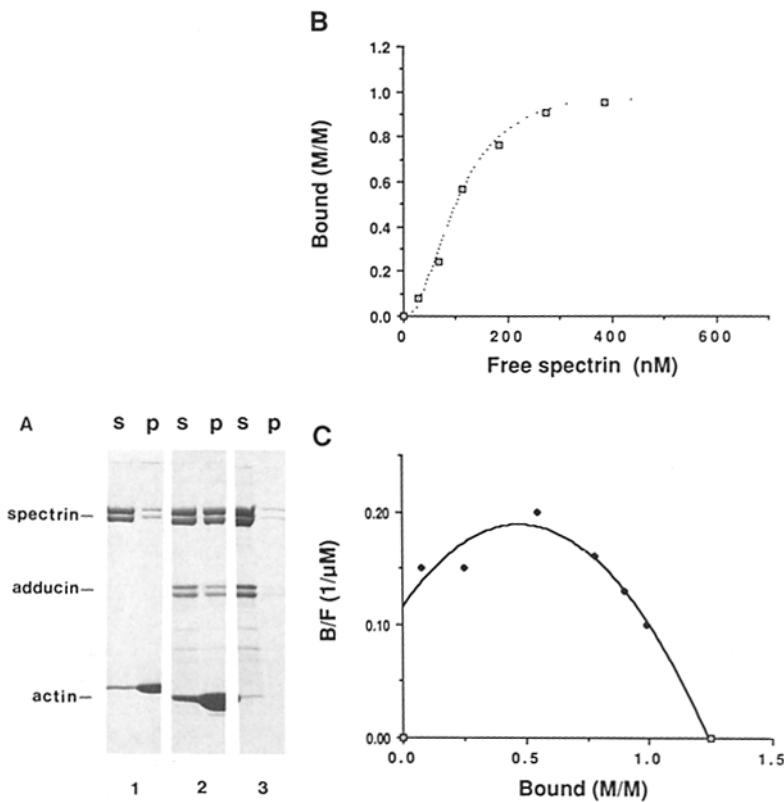 B
1.2
1.0
0.8
0.6
0.4
0.2
0.0
0 200 400 600
Bound (M/M)
Free spectrin (nM)
A
s p s p s p
spectrin
adducin
actin
1 2 3
C
0.20
0.10
0.00
0.0 0.5 1.0 1.5
B/F (1/µM)
Bound (M/M)